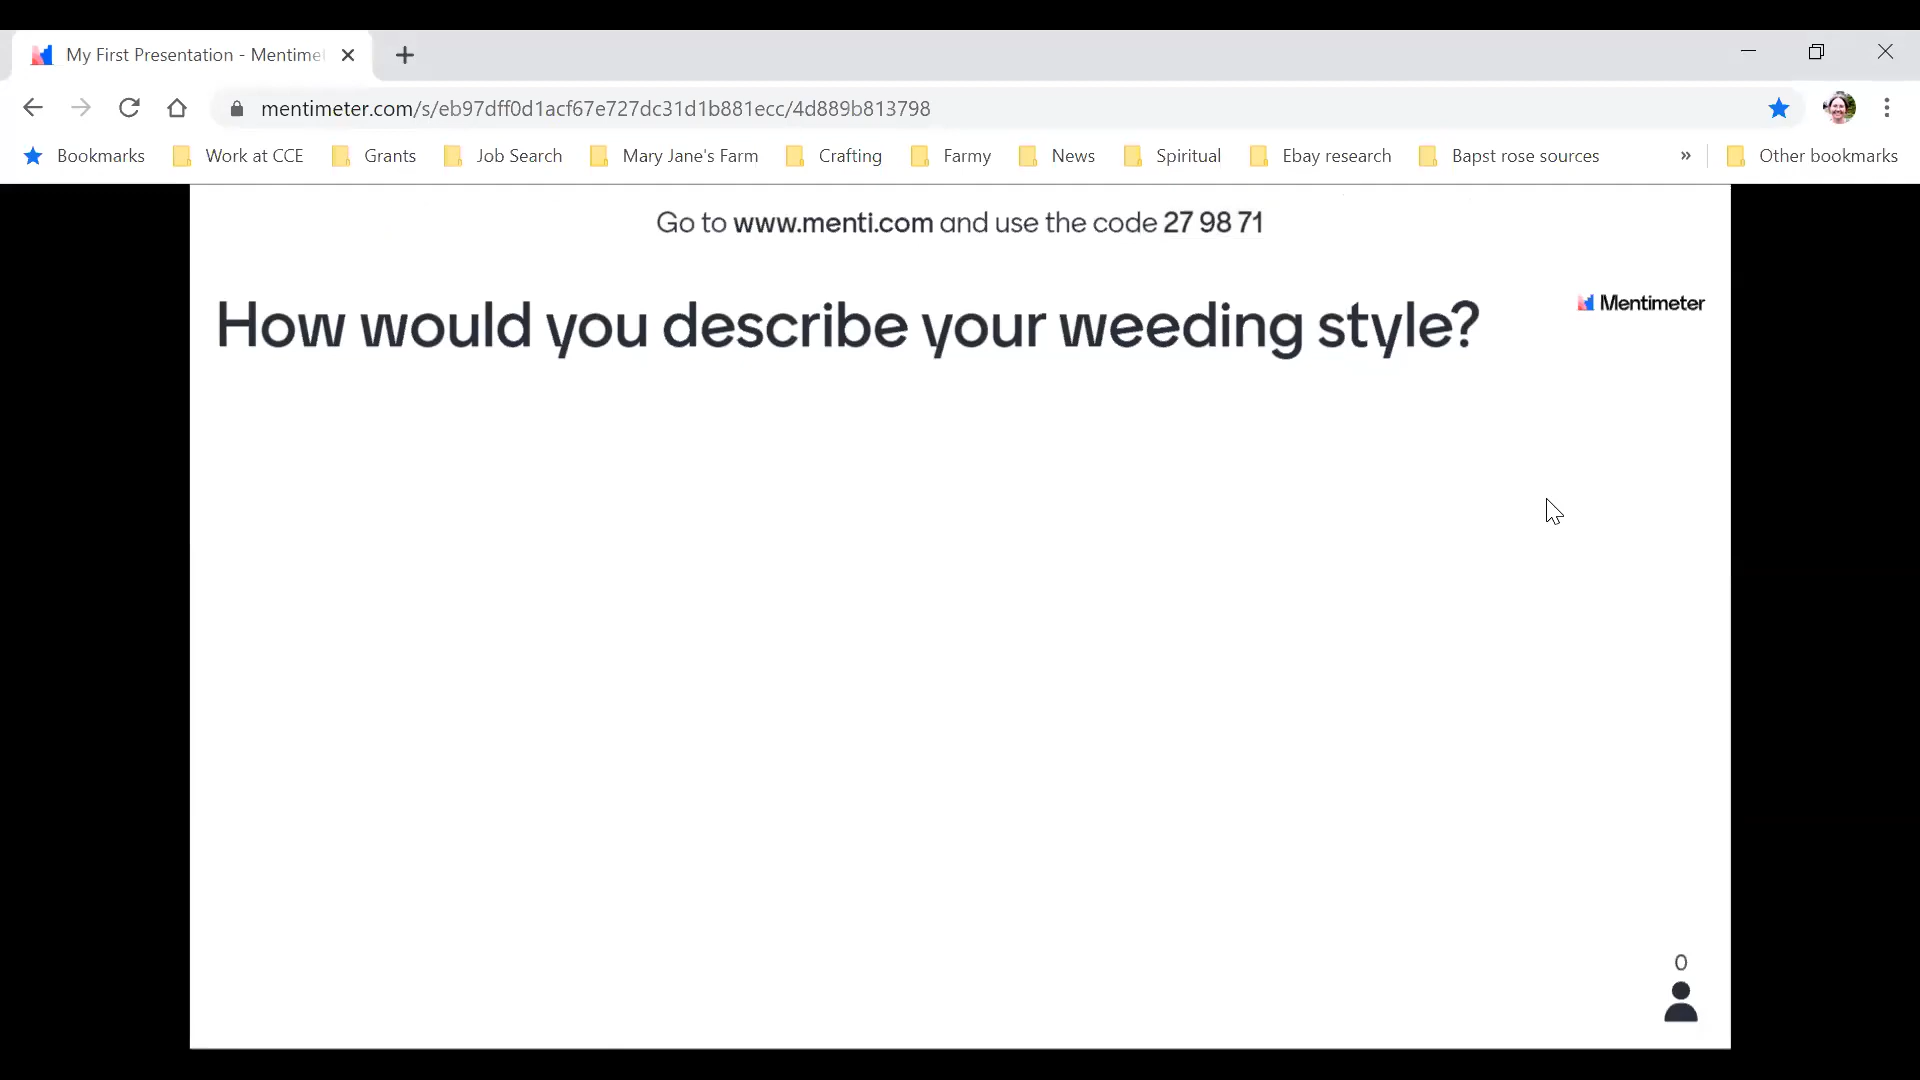 My First Presentation - Mentime
mentimeter.com/s/eb97dff0d1acf67e727dc31d1b881ecc/4d889b813798
Bookmarks Work at CCE Grants Job Search Mary Jane's Farm Crafting Farmy News Spiritual Ebay research Bapst rose sources » Other bookmarks
Go to www.menti.com and use the code 27 98 71
How would you describe your weeding style?
Mentimeter
0